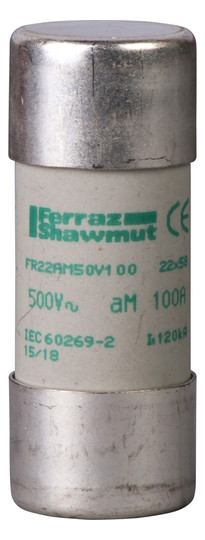 Ferraz
Shawmut CE
FR22AM50V100 22x58
500V~ aM 100A
IEC 60269-2 I₁120kA
15/18